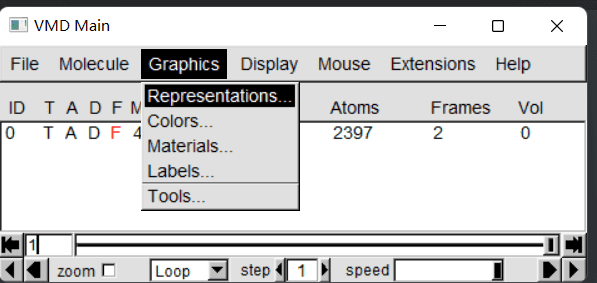 VMD Main
File Molecule Graphics Display Mouse Extensions Help
Representations...
ID T A D F M Atoms Frames Vol
Colors...
0 T A D F 4 2397 2 0
Materials...
Labels...
Tools...
1
zoom Loop step 1 speed